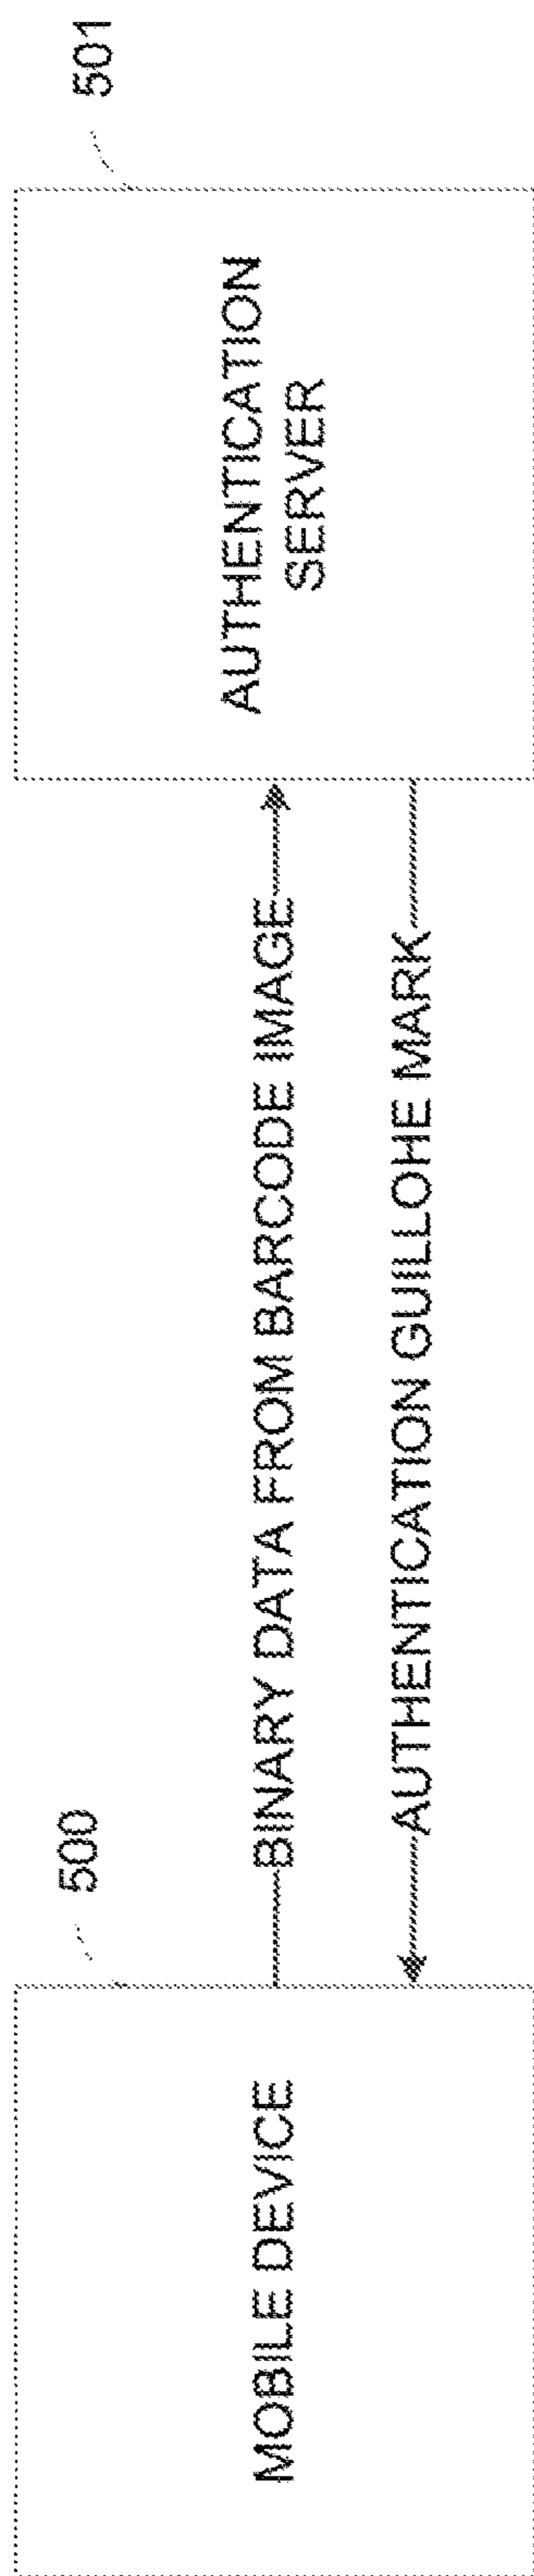 500
501
MOBILE DEVICE
BINARY DATA FROM BARCODE IMAGE
AUTHENTICATION GUILLOHE MARK
AUTHENTICATION
SERVER